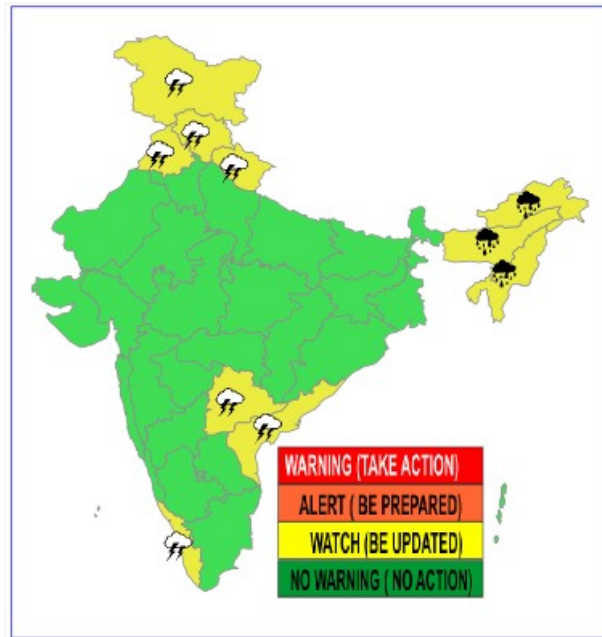 WARNING (TAKE ACTION)
ALERT ( BE PREPARED)
WATCH (BE UPDATED)
NO WARNING ( NO ACTION)